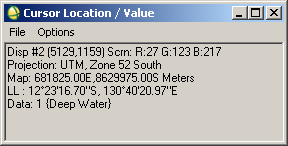 Cursor Location / Value
File Options
Disp #2 (5129,1159) Scrn: R:27 G:123 B:217
Projection: UTM, Zone 52 South
Map: 681825.00E,8629975.00S Meters
LL : 12°23'16.70"S, 130°40'20.97"E
Data: 1 {Deep Water}